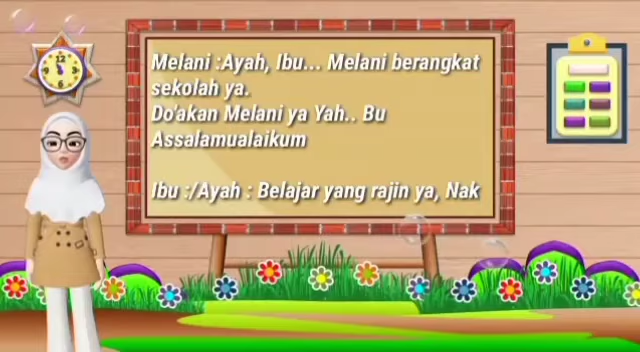 Melani :Ayah, Ibu... Melani berangkat
sekolah ya.
Do'akan Melani ya Yah.. Bu
Assalamualaikum
Ibu :/Ayah : Belajar yang rajin ya, Nak